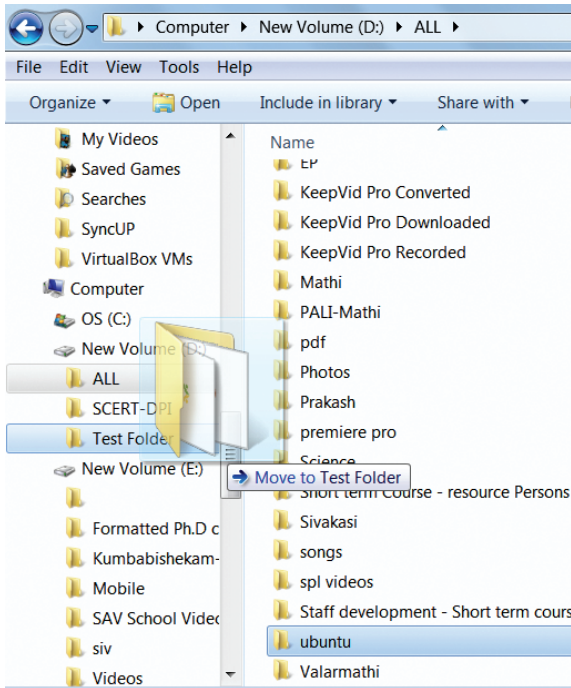 Computer New Volume (D:) ALL
File Edit View Tools Help
Organize Open Include in library Share with
My Videos
Saved Games
Searches
SyncUP
VirtualBox VMs
Computer
OS (C:)
New Volume (D:)
ALL
SCERT-DPI
Test Folder
New Volume (E:)
Formatted Ph.D c
Kumbabishekam-
Mobile
SAV School Videc
siv
Videos
Name
EP
KeepVid Pro Converted
KeepVid Pro Downloaded
KeepVid Pro Recorded
Mathi
PALI-Mathi
pdf
Photos
Prakash
premiere pro
Science
Move to Test Folder
Short term Course - resource Persons
Sivakasi
songs
spl videos
Staff development - Short term cours
ubuntu
Valarmathi